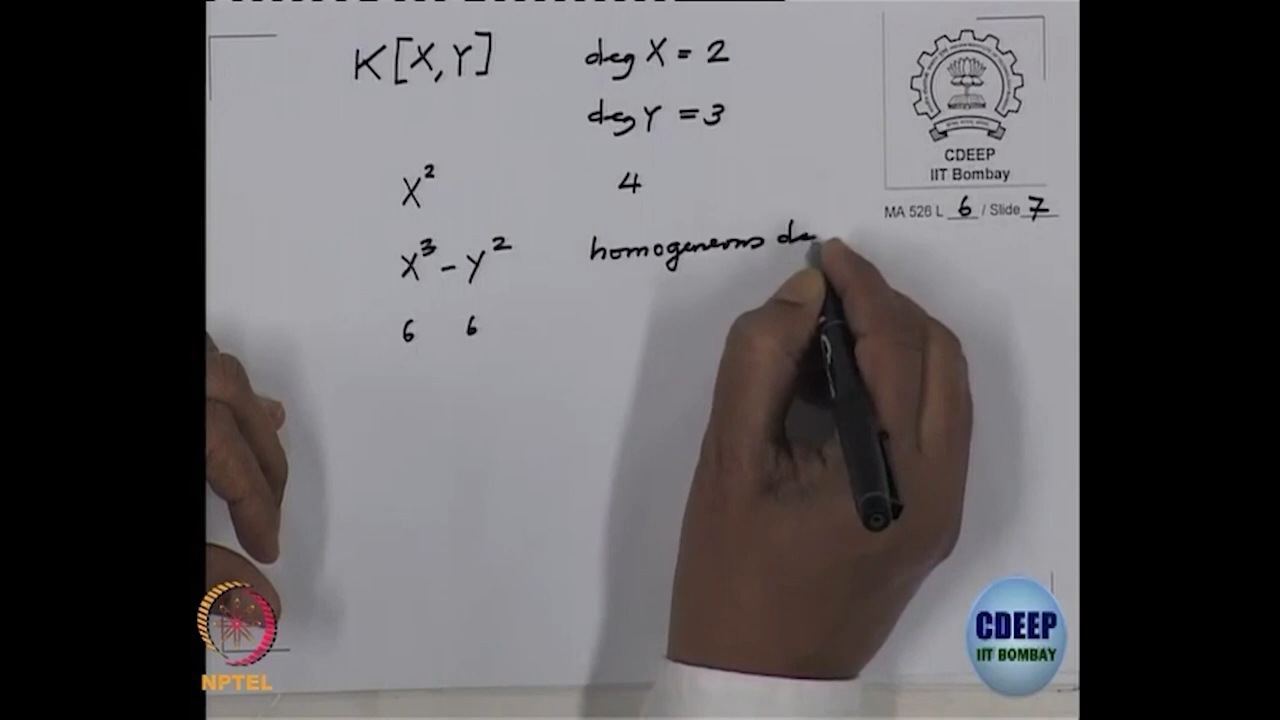 K[X,Y] deg X = 2
deg Y = 3
X² 4
X³ - Y² homogeneous de
6 6
CDEEP
IIT Bombay
MA 526 L 6 / Slide 7
NPTEL
CDEEP
IIT BOMBAY